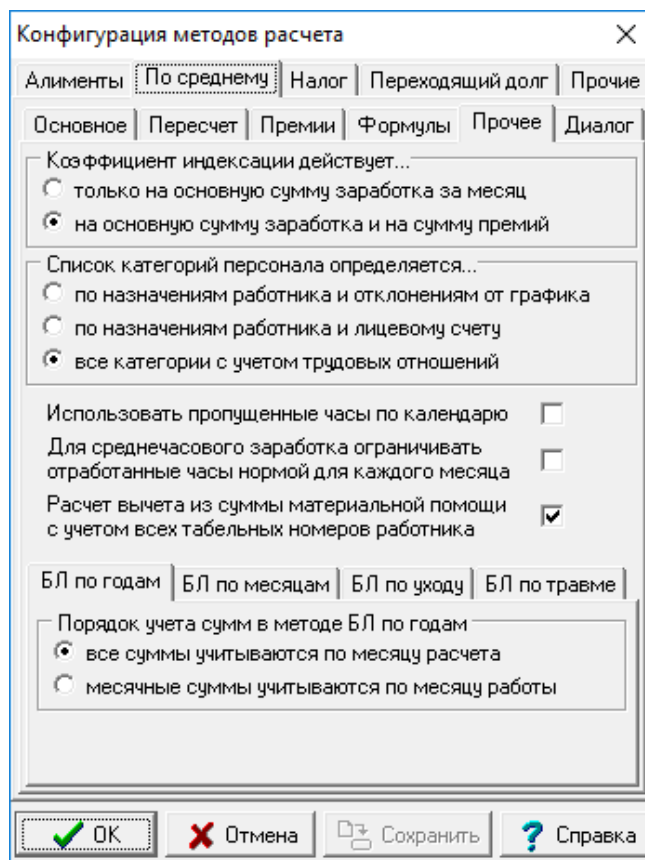 Конфигурация методов расчета
Алименты По среднему Налог Переходящий долг Прочие
Основное Пересчет Премии Формулы Прочее Диалог
Коэффициент индексации действует...
только на основную сумму заработка за месяц
на основную сумму заработка и на сумму премий
Список категорий персонала определяется...
по назначениям работника и отклонениям от графика
по назначениям работника и лицевому счету
все категории с учетом трудовых отношений
Использовать пропущенные часы по календарю
Для среднечасового заработка ограничивать
отработанные часы нормой для каждого месяца
Расчет вычета из суммы материальной помощи
с учетом всех табельных номеров работника
БЛ по годам БЛ по месяцам БЛ по уходу БЛ по травме
Порядок учета сумм в методе БЛ по годам
все суммы учитываются по месяцу расчета
месячные суммы учитываются по месяцу работы
OK Отмена Сохранить Справка